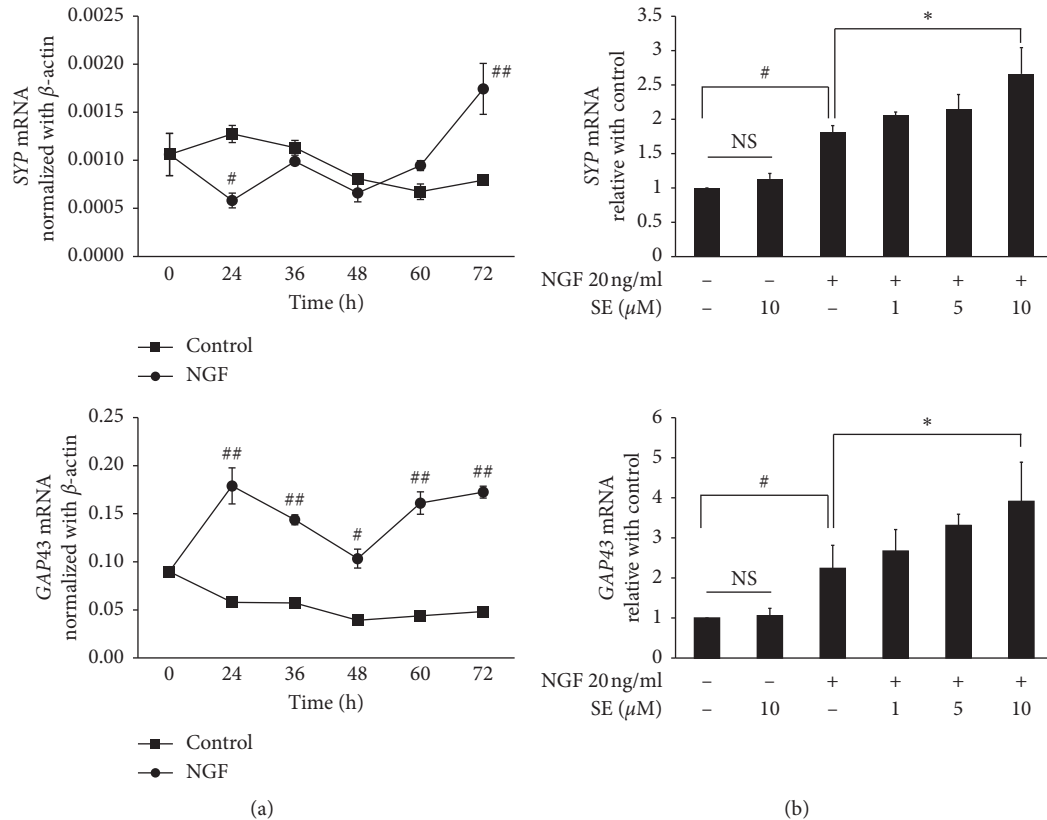 SYP mRNA
normalized with β-actin
0.0025
0.0020
0.0015
0.0010
0.0005
0.0000
#
##
0 24 36 48 60 72
Time (h)
Control
NGF
SYP mRNA
relative with control
3.5
3
2.5
2
1.5
1
0.5
0
NS
#
*
NGF 20 ng/ml – – + + + +
SE (μM) – 10 – 1 5 10
GAP43 mRNA
normalized with β-actin
0.25
0.20
0.15
0.10
0.05
0.00
## ## # ## ##
0 24 36 48 60 72
Time (h)
Control
NGF
(a)
GAP43 mRNA
relative with control
6
5
4
3
2
1
0
NS
#
*
NGF 20 ng/ml – – + + + +
SE (μM) – 10 – 1 5 10
(b)